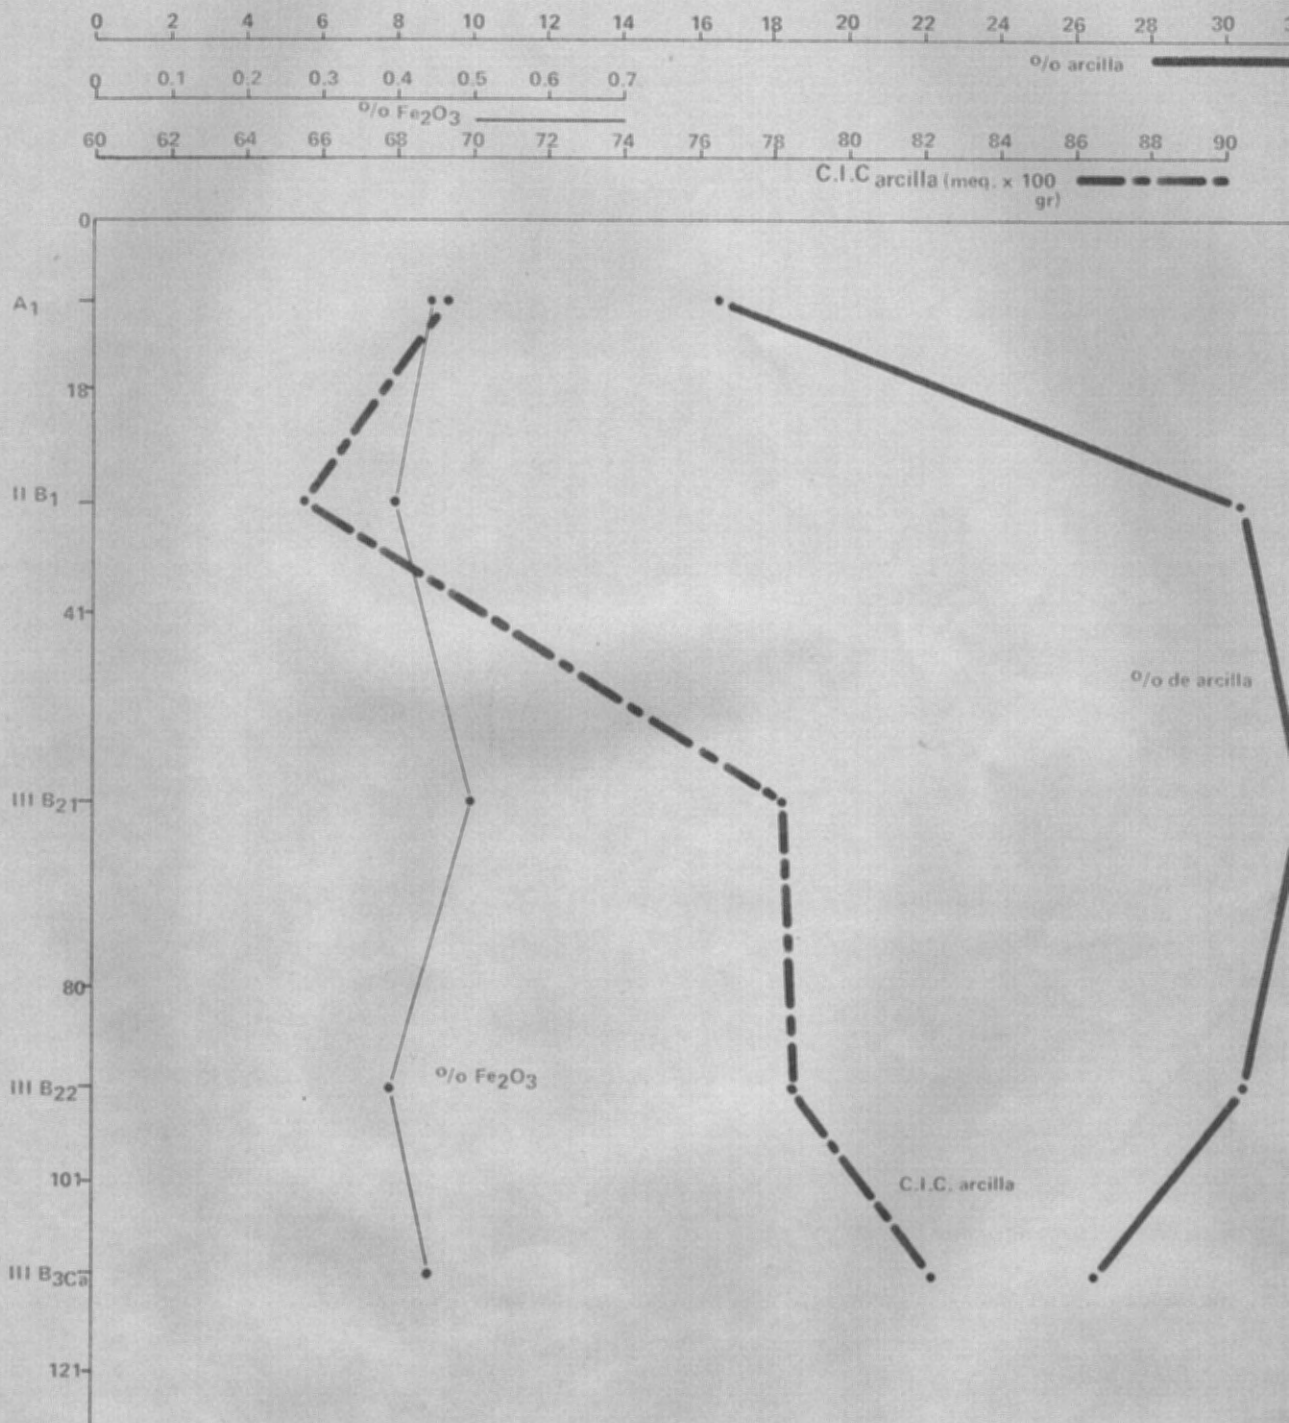 0 2 4 6 8 10 12 14 16 18 20 22 24 26 28 30
º/o arcilla
0 0.1 0.2 0.3 0.4 0.5 0.6 0.7
º/o Fe₂O₃
60 62 64 66 68 70 72 74 76 78 80 82 84 86 88 90
C.I.C arcilla (meq. x 100
gr)
0
A₁
18
II B₁
41
º/o de arcilla
III B₂₁
80
º/o Fe₂O₃
III B₂₂
101
C.I.C. arcilla
III B₃Ca
121